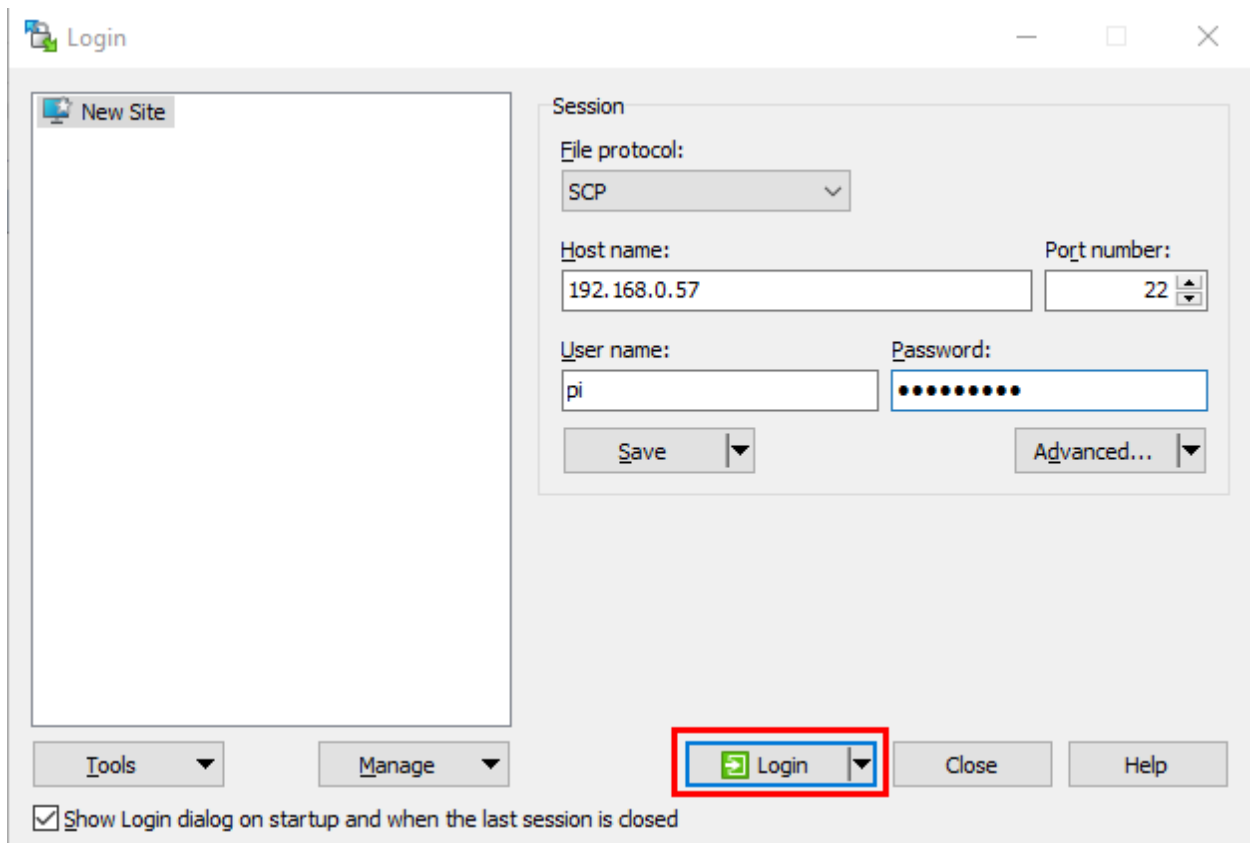 Login
New Site
Session
File protocol:
SCP
Host name:
Port number:
192.168.0.57
22
User name:
Password:
pi
●●●●●●●●●
Save
Advanced...
Tools
Manage
Login
Close
Help
Show Login dialog on startup and when the last session is closed